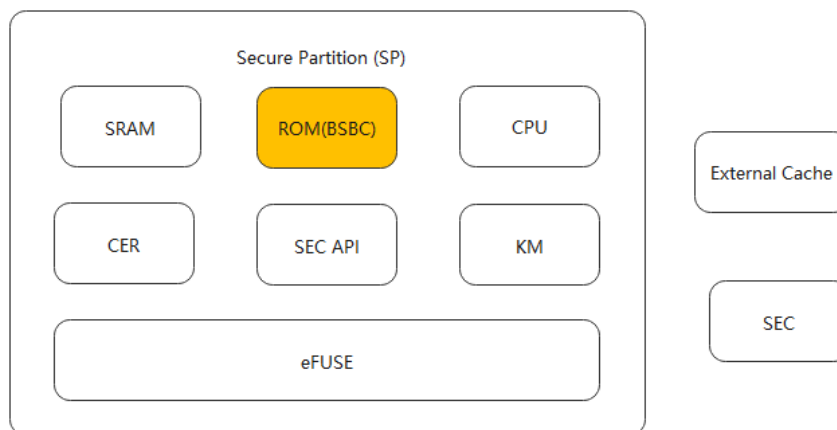 Secure Partition (SP)
SRAM
ROM(BSBC)
CPU
External Cache
CER
SEC API
KM
SEC
eFUSE